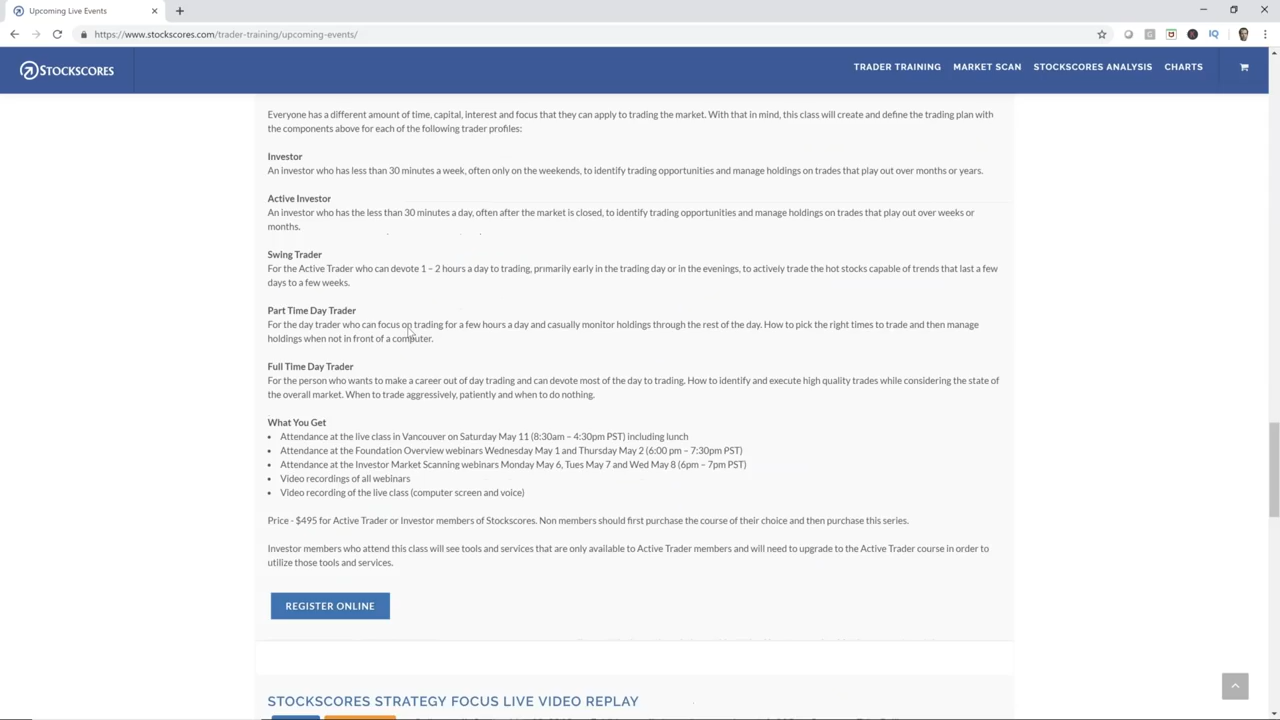 Upcoming Live Events
https://www.stockscores.com/trader-training/upcoming-events/
STOCKSCORES
TRADER TRAINING
MARKET SCAN
STOCKSCORES ANALYSIS
CHARTS
Everyone has a different amount of time, capital, interest and focus that they can apply to trading the market. With that in mind, this class will create and define the trading plan with
the components above for each of the following trader profiles:
Investor
An investor who has less than 30 minutes a week, often only on the weekends, to identify trading opportunities and manage holdings on trades that play out over months or years.
Active Investor
An investor who has the less than 30 minutes a day, often after the market is closed, to identify trading opportunities and manage holdings on trades that play out over weeks or
months.
Swing Trader
For the Active Trader who can devote 1 – 2 hours a day to trading, primarily early in the trading day or in the evenings, to actively trade the hot stocks capable of trends that last a few
days to a few weeks.
Part Time Day Trader
For the day trader who can focus on trading for a few hours a day and casually monitor holdings through the rest of the day. How to pick the right times to trade and then manage
holdings when not in front of a computer.
Full Time Day Trader
For the person who wants to make a career out of day trading and can devote most of the day to trading. How to identify and execute high quality trades while considering the state of
the overall market. When to trade aggressively, patiently and when to do nothing.
What You Get
• Attendance at the live class in Vancouver on Saturday May 11 (8:30am – 4:30pm PST) including lunch
• Attendance at the Foundation Overview webinars Wednesday May 1 and Thursday May 2 (6:00 pm – 7:30pm PST)
• Attendance at the Investor Market Scanning webinars Monday May 6, Tues May 7 and Wed May 8 (6pm – 7pm PST)
• Video recordings of all webinars
• Video recording of the live class (computer screen and voice)
Price - $495 for Active Trader or Investor members of Stockscores. Non members should first purchase the course of their choice and then purchase this series.
Investor members who attend this class will see tools and services that are only available to Active Trader members and will need to upgrade to the Active Trader course in order to
utilize those tools and services.
REGISTER ONLINE
STOCKSCORES STRATEGY FOCUS LIVE VIDEO REPLAY